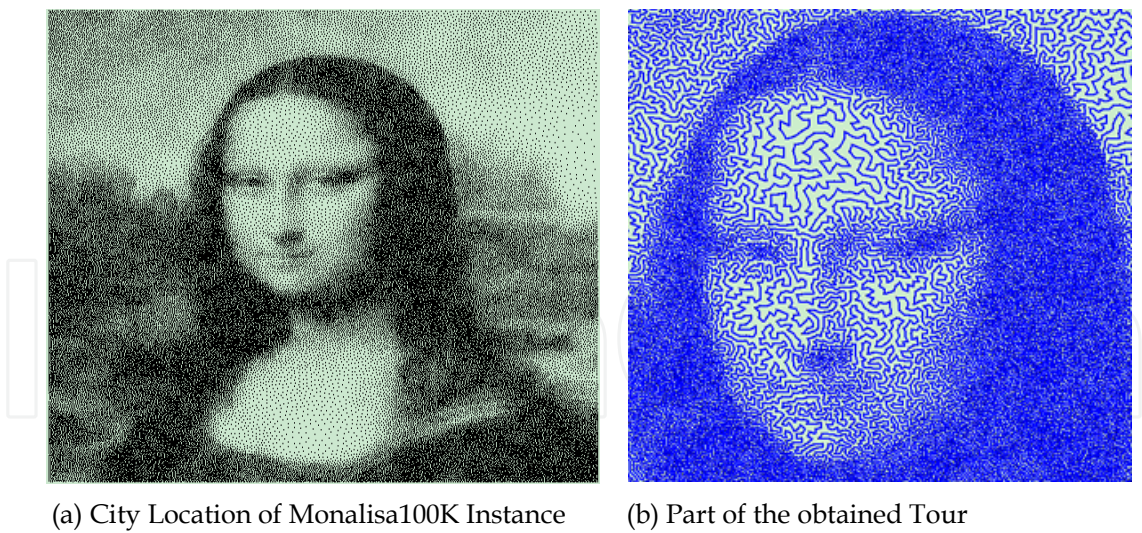 (a) City Location of Monalisa100K Instance
(b) Part of the obtained Tour